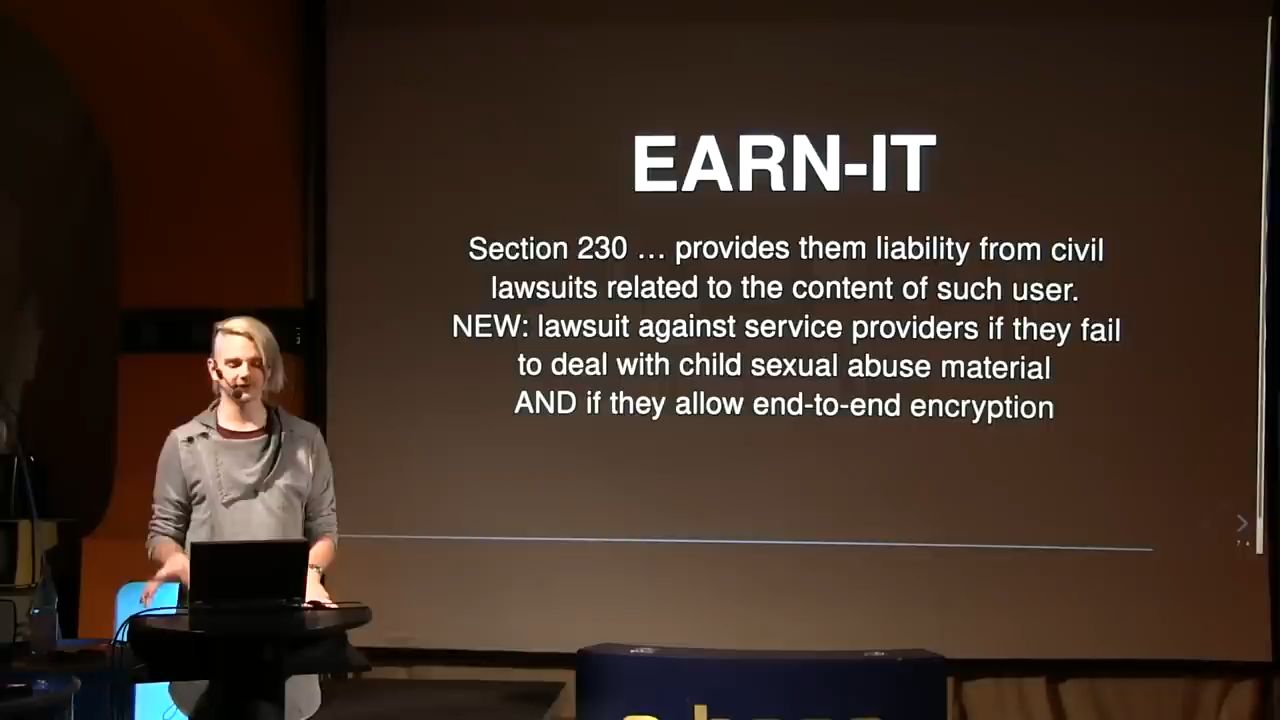 EARN-IT
Section 230 ... provides them liability from civil
lawsuits related to the content of such user.
NEW: lawsuit against service providers if they fail
to deal with child sexual abuse material
AND if they allow end-to-end encryption